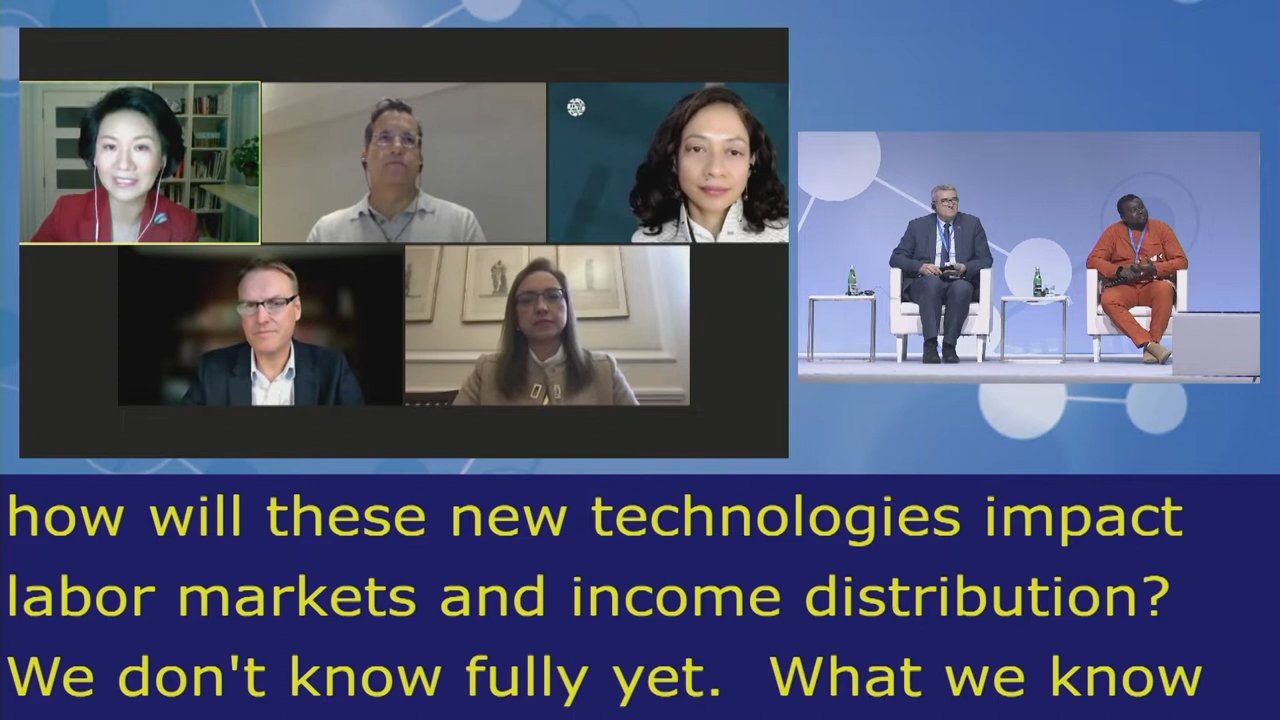 how will these new technologies impact
labor markets and income distribution?
We don't know fully yet.  What we know